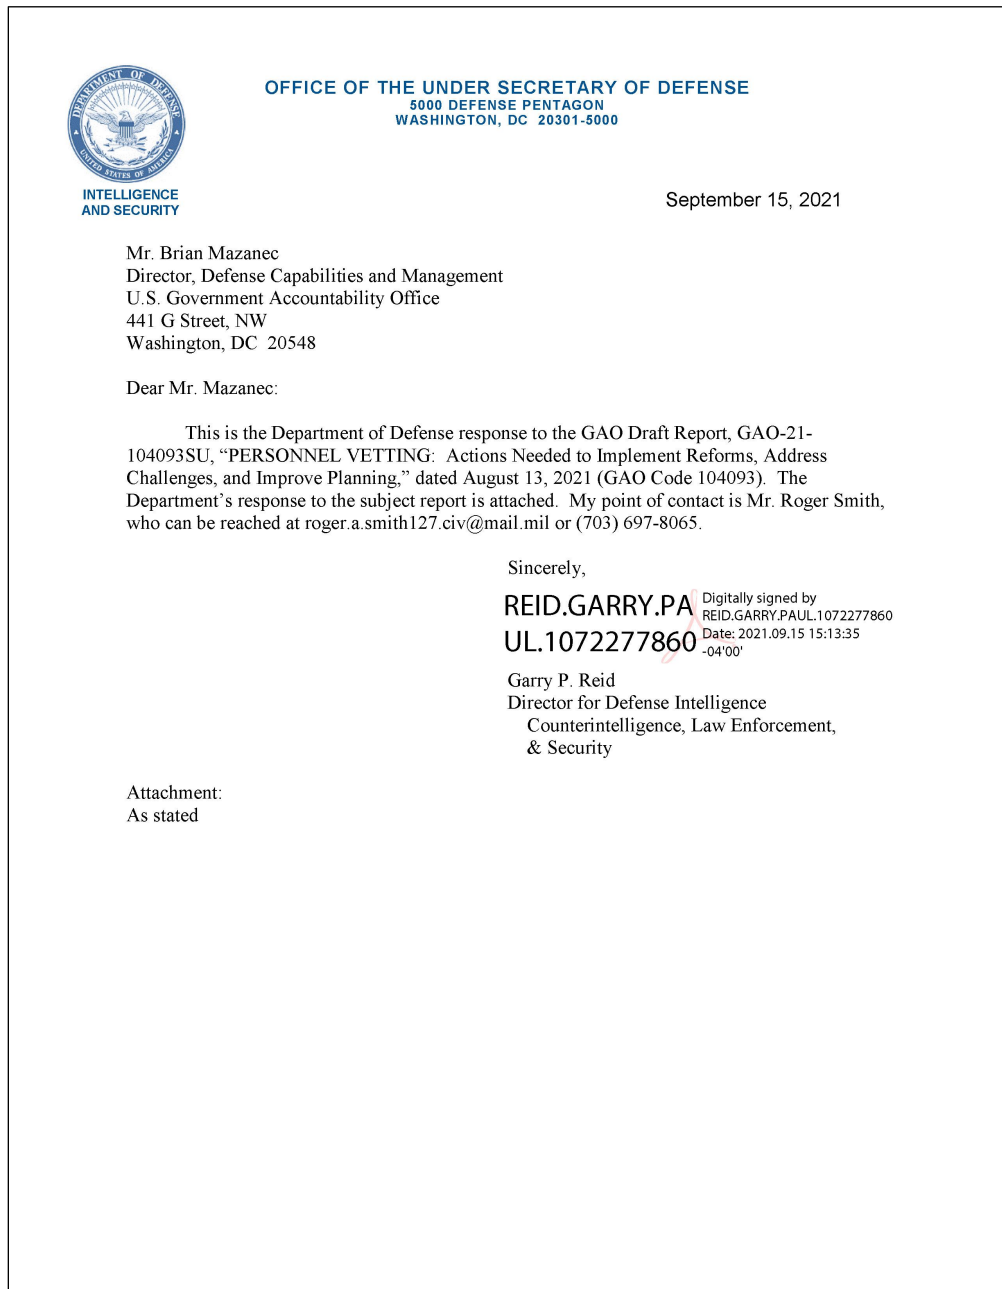 DEPARTMENT OF DEFENSE
UNITED STATES OF AMERICA
INTELLIGENCE
AND SECURITY
OFFICE OF THE UNDER SECRETARY OF DEFENSE
5000 DEFENSE PENTAGON
WASHINGTON, DC 20301-5000
September 15, 2021
Mr. Brian Mazanec
Director, Defense Capabilities and Management
U.S. Government Accountability Office
441 G Street, NW
Washington, DC 20548
Dear Mr. Mazanec:
This is the Department of Defense response to the GAO Draft Report, GAO-21-
104093SU, “PERSONNEL VETTING: Actions Needed to Implement Reforms, Address
Challenges, and Improve Planning,” dated August 13, 2021 (GAO Code 104093). The
Department’s response to the subject report is attached. My point of contact is Mr. Roger Smith,
who can be reached at roger.a.smith127.civ@mail.mil or (703) 697-8065.
Sincerely,
REID.GARRY.PA
UL.1072277860
Digitally signed by
REID.GARRY.PAUL.1072277860
Date: 2021.09.15 15:13:35
-04'00'
Garry P. Reid
Director for Defense Intelligence
Counterintelligence, Law Enforcement,
& Security
Attachment:
As stated